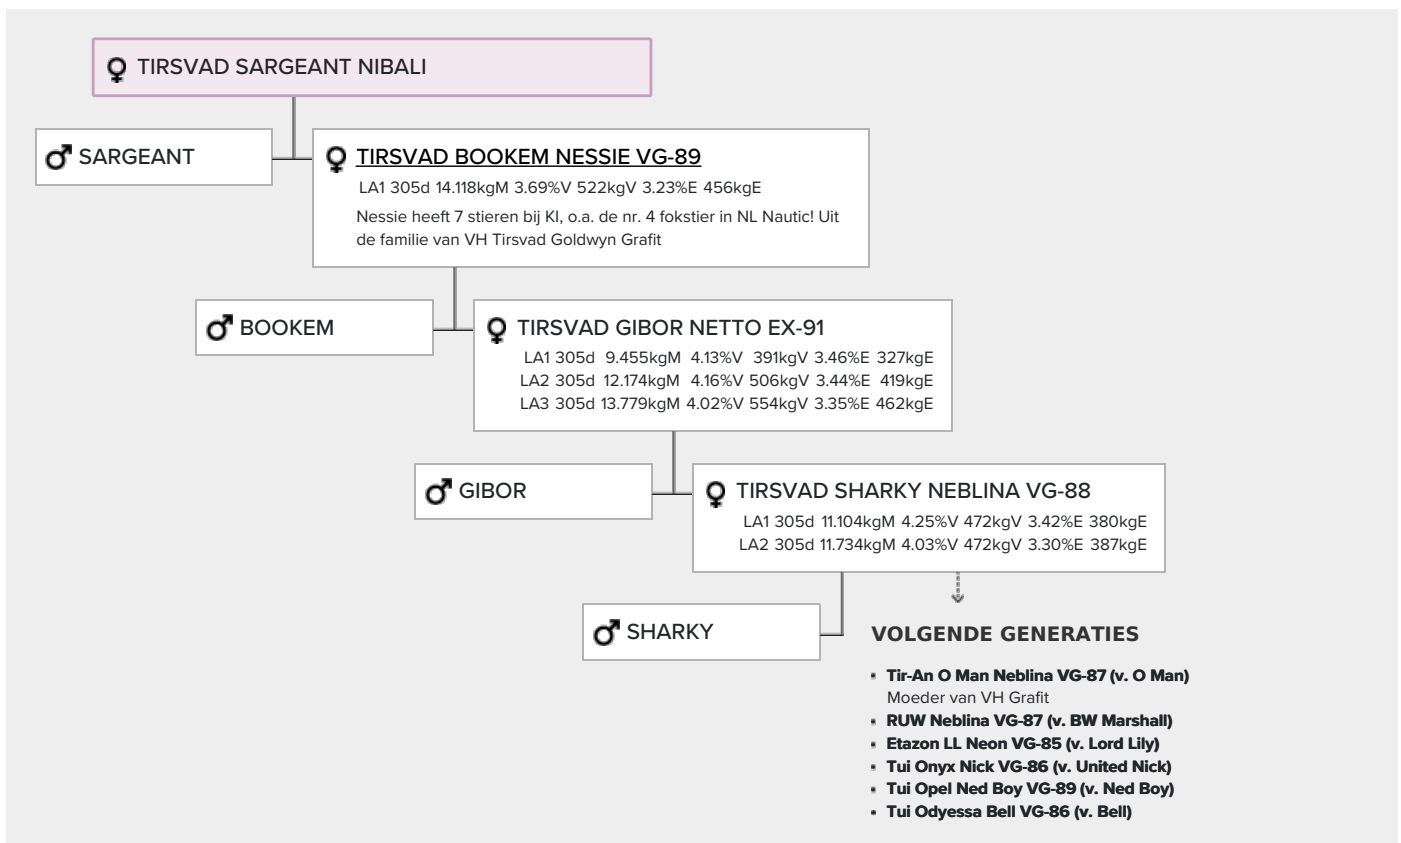 TIRSVAD SARGEANT NIBALI
SARGEANT
TIRSVAD BOOKEM NESSIE VG-89
LA1 305d 14.118kgM 3.69%V 522kgV 3.23%E 456kgE
Nessie heeft 7 stieren bij KI, o.a. de nr. 4 fokstier in NL Nautic! Uit
de familie van VH Tirsvad Goldwyn Grafit
BOOKEM
TIRSVAD GIBOR NETTO EX-91
LA1 305d 9.455kgM 4.13%V 391kgV 3.46%E 327kgE
LA2 305d 12.174kgM 4.16%V 506kgV 3.44%E 419kgE
LA3 305d 13.779kgM 4.02%V 554kgV 3.35%E 462kgE
GIBOR
TIRSVAD SHARKY NEBLINA VG-88
LA1 305d 11.104kgM 4.25%V 472kgV 3.42%E 380kgE
LA2 305d 11.734kgM 4.03%V 472kgV 3.30%E 387kgE
SHARKY
VOLGENDE GENERATIES
Tir-An O Man Neblina VG-87 (v. O Man)
Moeder van VH Grafit
RUW Neblina VG-87 (v. BW Marshall)
Etazon LL Neon VG-85 (v. Lord Lily)
Tui Onyx Nick VG-86 (v. United Nick)
Tui Opel Ned Boy VG-89 (v. Ned Boy)
Tui Odyessa Bell VG-86 (v. Bell)